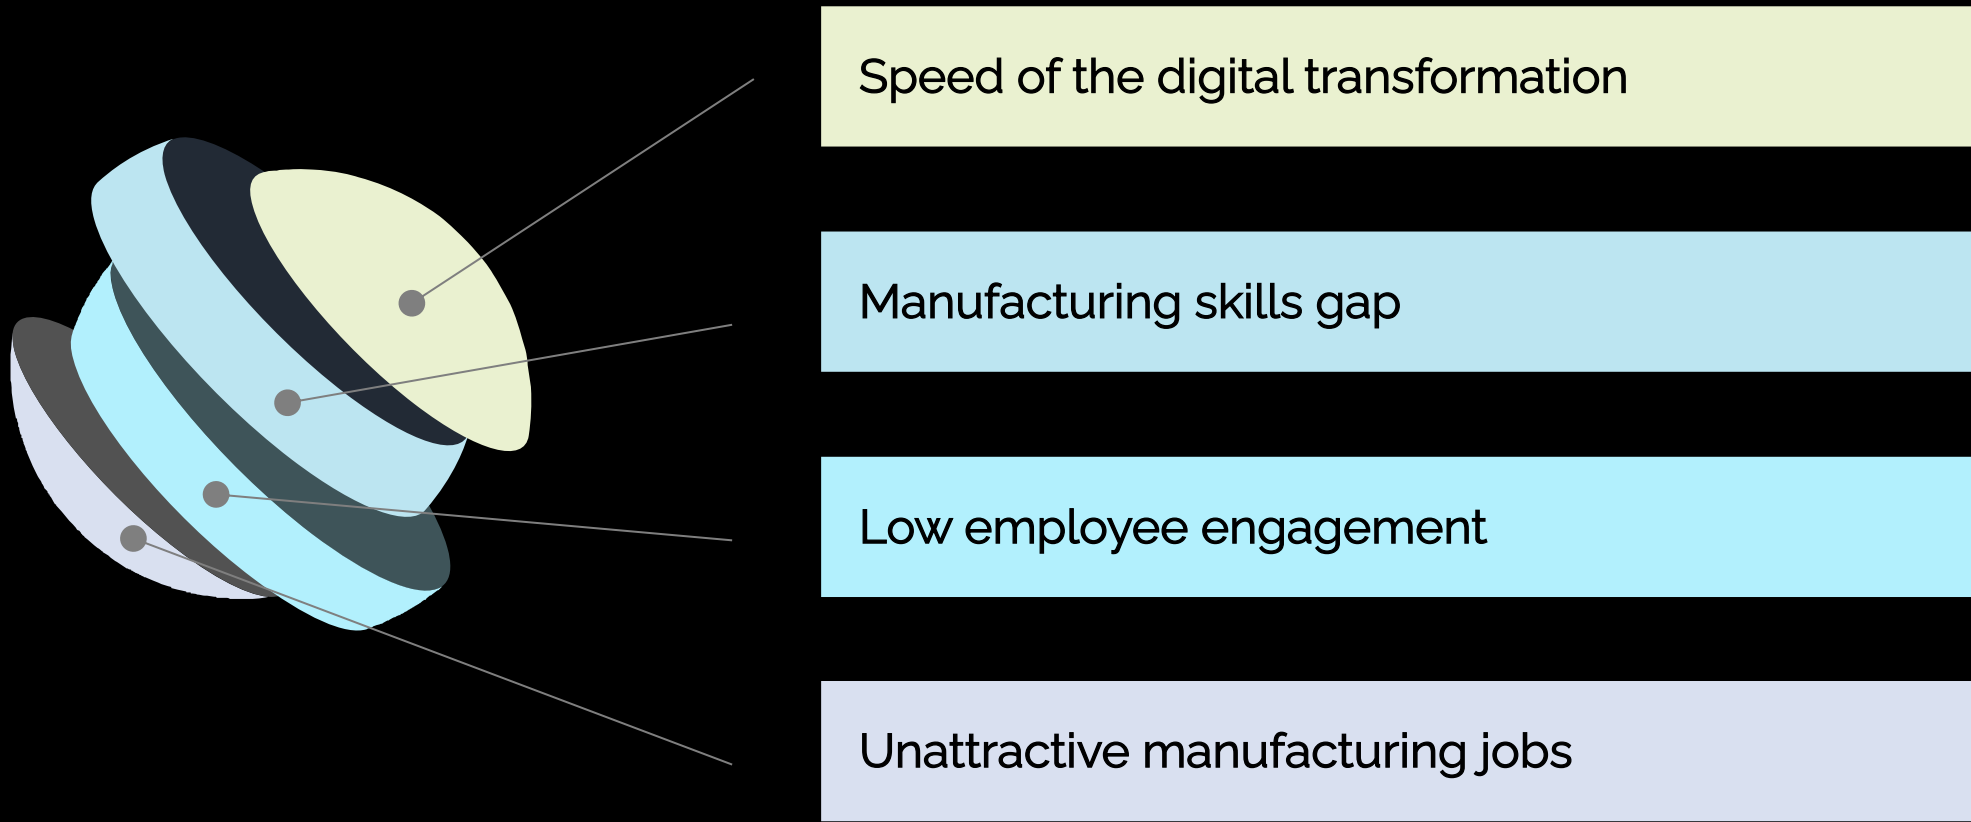 Speed of the digital transformation
Manufacturing skills gap
Low employee engagement
Unattractive manufacturing jobs